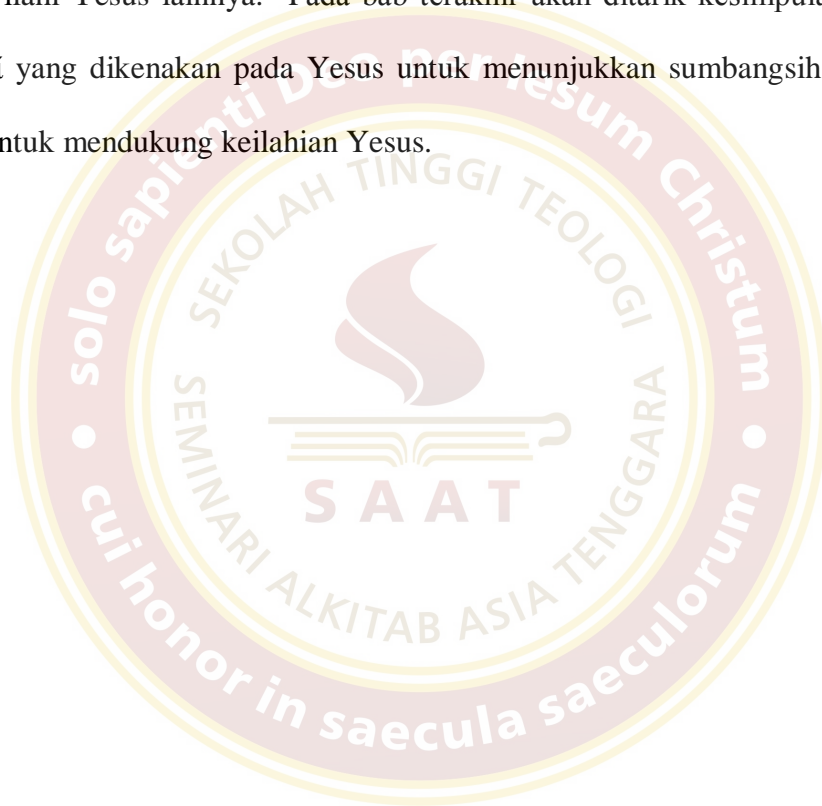 Yesus lainnya. Pada bab terakhir akan ditarik
yang dikenakan pada Yesus untuk menunjukkan sumbangsih
untuk mendukung keilahian Yesus.
solo sapienti Deo per Iesum Christum
cui honor in saecula saeculorum
SEKOLAH TINGGI TEOLOGI
SEMINARI ALKITAB ASIA TENGGARA
SAAT